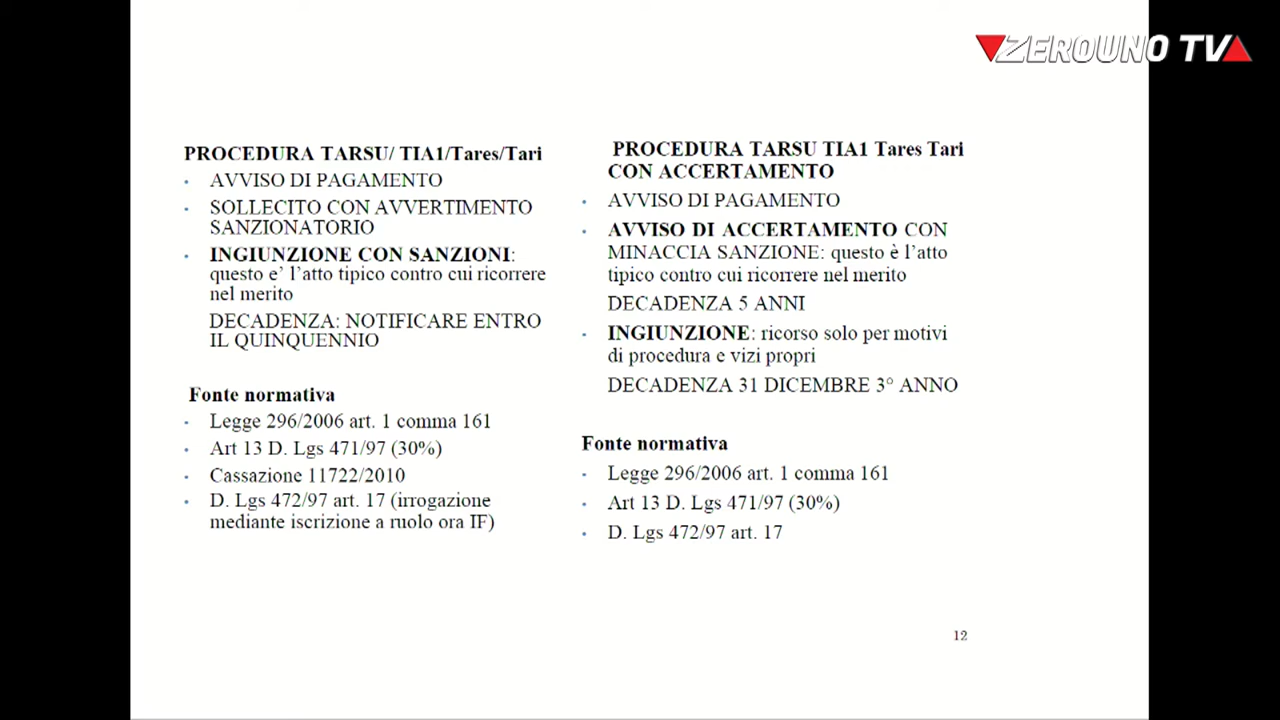 ZEROUNO TV
PROCEDURA TARSU/ TIA1/Tares/Tari
• AVVISO DI PAGAMENTO
• SOLLECITO CON AVVERTIMENTO
SANZIONATORIO
• INGIUNZIONE CON SANZIONI:
questo e' l'atto tipico contro cui ricorrere
nel merito
DECADENZA: NOTIFICARE ENTRO
IL QUINQUENNIO
Fonte normativa
• Legge 296/2006 art. 1 comma 161
• Art 13 D. Lgs 471/97 (30%)
• Cassazione 11722/2010
• D. Lgs 472/97 art. 17 (irrogazione
mediante iscrizione a ruolo ora IF)
PROCEDURA TARSU TIA1 Tares Tari
CON ACCERTAMENTO
• AVVISO DI PAGAMENTO
• AVVISO DI ACCERTAMENTO CON
MINACCIA SANZIONE: questo è l'atto
tipico contro cui ricorrere nel merito
DECADENZA 5 ANNI
• INGIUNZIONE: ricorso solo per motivi
di procedura e vizi propri
DECADENZA 31 DICEMBRE 3° ANNO
Fonte normativa
• Legge 296/2006 art. 1 comma 161
• Art 13 D. Lgs 471/97 (30%)
• D. Lgs 472/97 art. 17
12